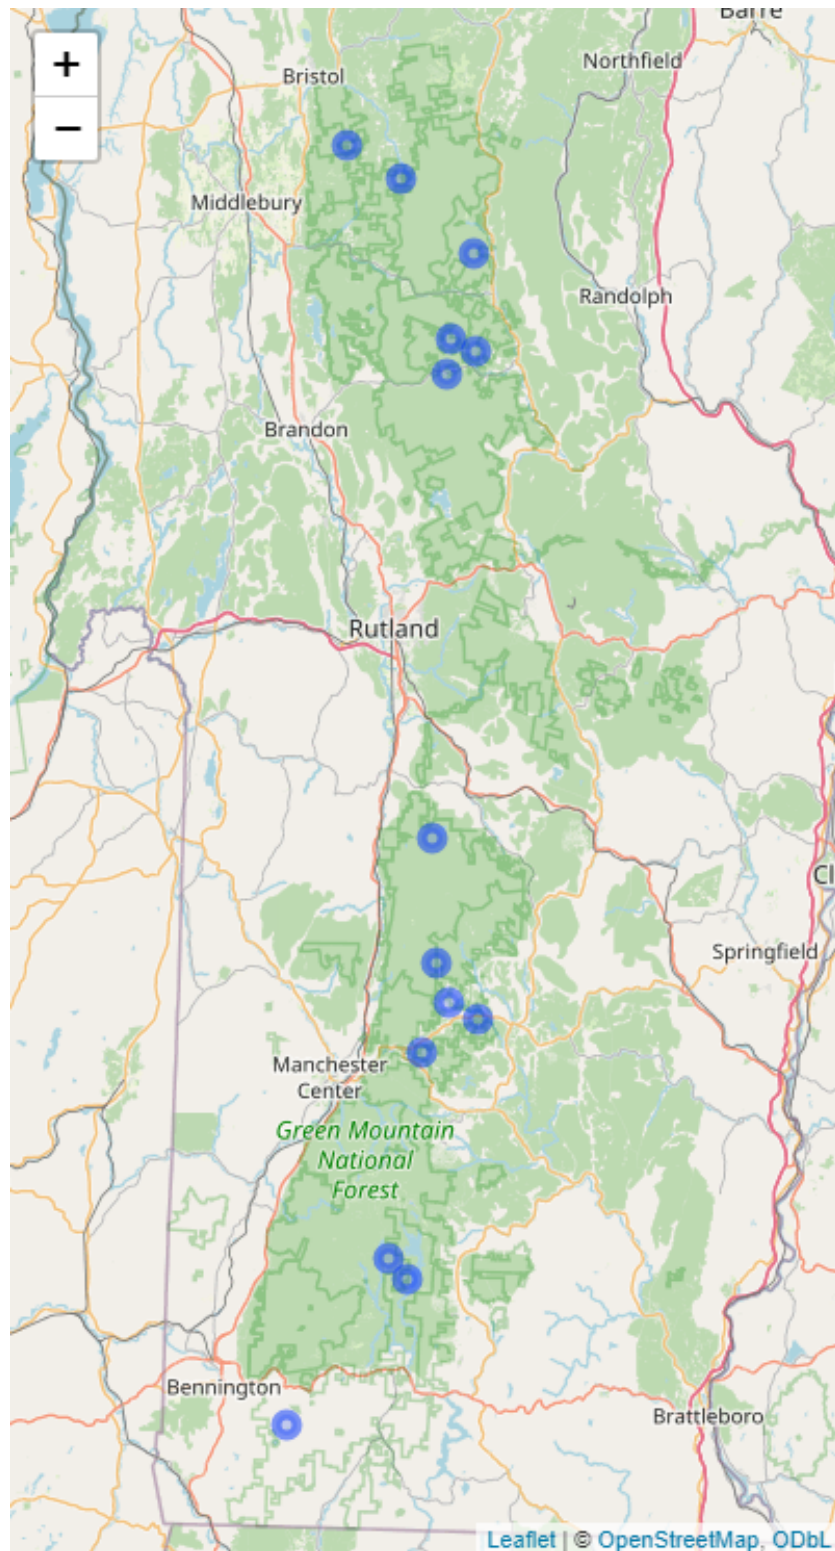 Barre
+
Northfield
Bristol
−
Middlebury
Randolph
Brandon
Rutland
Cl
Springfield
Manchester
Center
Green Mountain
National
Forest
Bennington
Brattleboro
Leaflet | © OpenStreetMap, ODbL